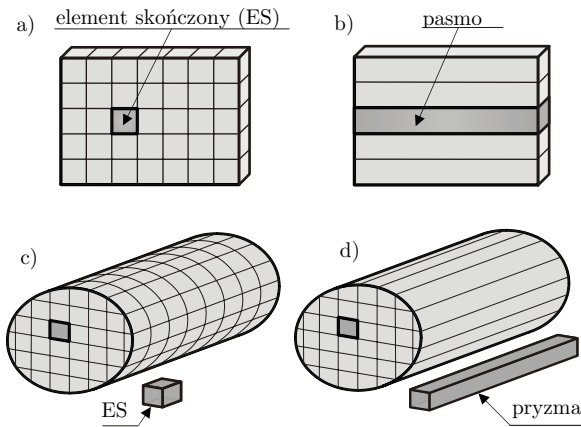 a)
element skończony (ES)
b)
pasmo
c)
ES
d)
pryzma